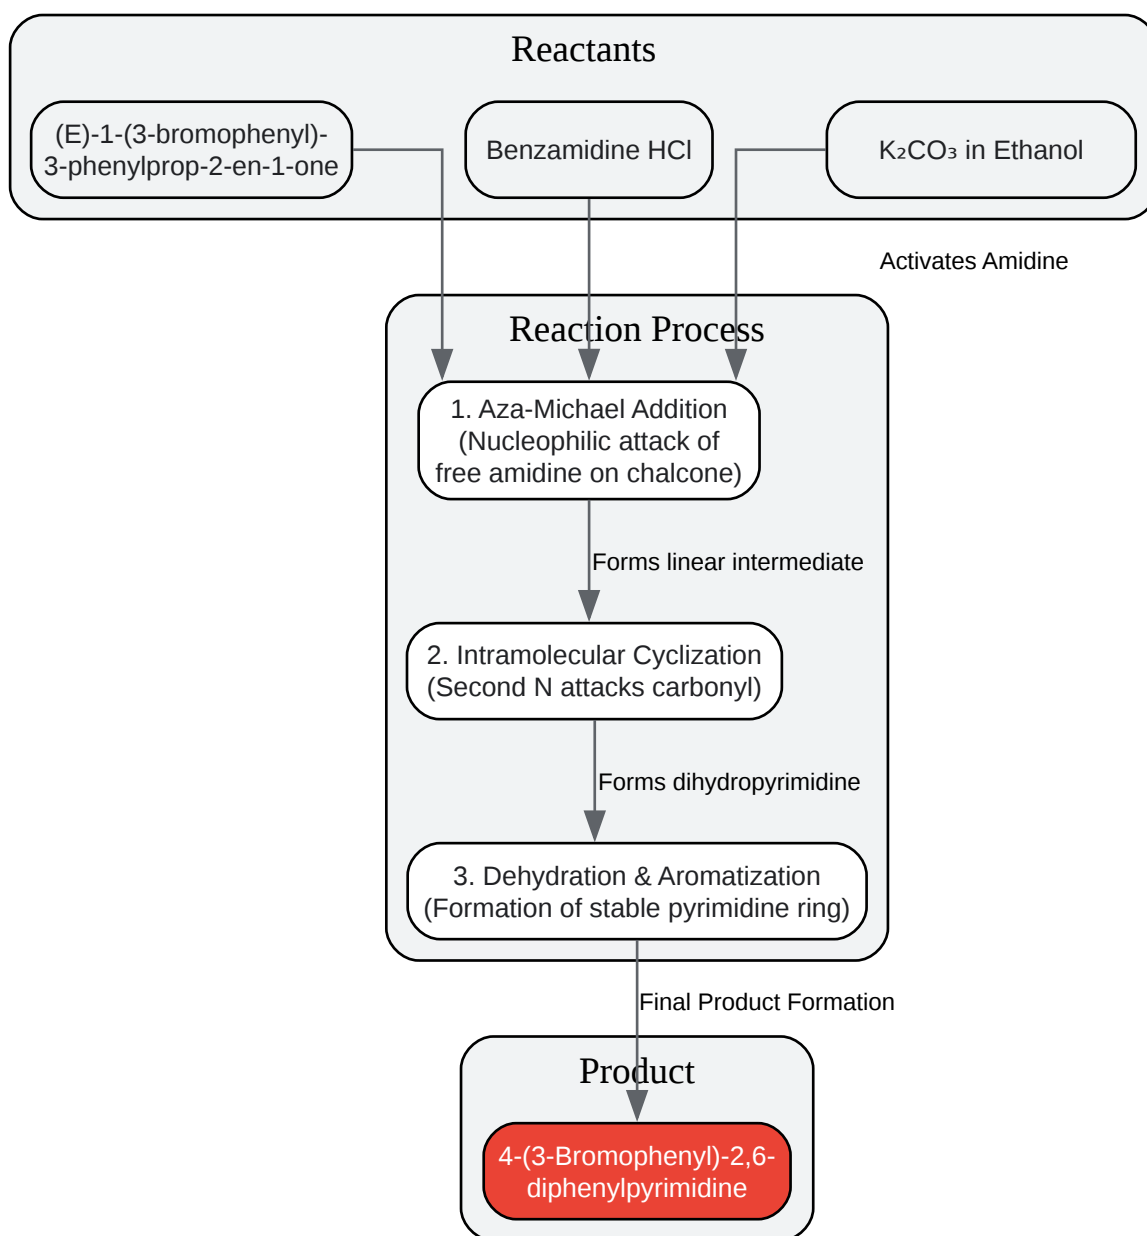 Reactants
(E)-1-(3-bromophenyl)-
3-phenylprop-2-en-1-one
Benzamidine HCl
K₂CO₃ in Ethanol
Activates Amidine
Reaction Process
1. Aza-Michael Addition
(Nucleophilic attack of
free amidine on chalcone)
Forms linear intermediate
2. Intramolecular Cyclization
(Second N attacks carbonyl)
Forms dihydropyrimidine
3. Dehydration & Aromatization
(Formation of stable pyrimidine ring)
Final Product Formation
Product
4-(3-Bromophenyl)-2,6-
diphenylpyrimidine